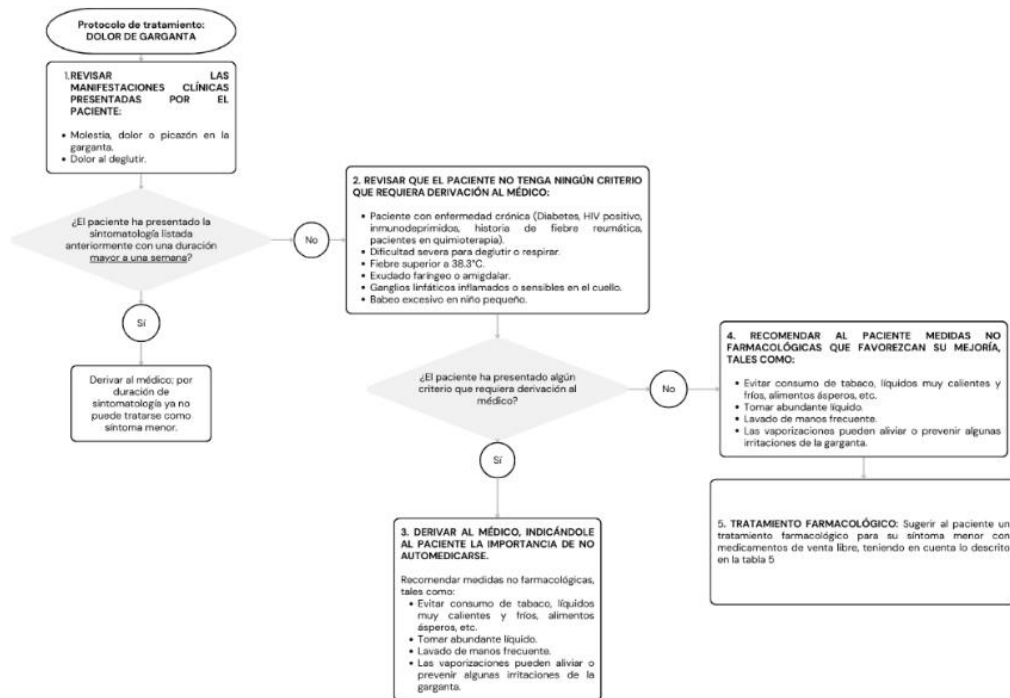 Protocolo de tratamiento:
DOLOR DE GARGANTA
1.REVISAR LAS
MANIFESTACIONES CLÍNICAS
PRESENTADAS POR EL
PACIENTE:
• Molestia, dolor o picazón en la
garganta.
• Dolor al deglutir.
¿El paciente ha presentado la
sintomatología listada
anteriormente con una duración
mayor a una semana?
No
Sí
Derivar al médico; por
duración de
sintomatología ya no
puede tratarse como
síntoma menor.
2. REVISAR QUE EL PACIENTE NO TENGA NINGÚN CRITERIO
QUE REQUIERA DERIVACIÓN AL MÉDICO:
• Paciente con enfermedad crónica (Diabetes, HIV positivo,
inmunodeprimidos, historia de fiebre reumática,
pacientes en quimioterapia).
• Dificultad severa para deglutir o respirar.
• Fiebre superior a 38.3°C.
• Exudado faríngeo o amigdalar.
• Ganglios linfáticos inflamados o sensibles en el cuello.
• Babeo excesivo en niño pequeño.
¿El paciente ha presentado algún
criterio que requiera derivación al
médico?
No
Sí
3. DERIVAR AL MÉDICO, INDICÁNDOLE
AL PACIENTE LA IMPORTANCIA DE NO
AUTOMEDICARSE.
Recomendar medidas no farmacológicas,
tales como:
• Evitar consumo de tabaco, líquidos
muy calientes y fríos, alimentos
ásperos, etc.
• Tomar abundante líquido.
• Lavado de manos frecuente.
• Las vaporizaciones pueden aliviar o
prevenir algunas irritaciones de la
garganta.
4. RECOMENDAR AL PACIENTE MEDIDAS NO
FARMACOLÓGICAS QUE FAVOREZCAN SU MEJORÍA,
TALES COMO:
• Evitar consumo de tabaco, líquidos muy calientes y
fríos, alimentos ásperos, etc.
• Tomar abundante líquido.
• Lavado de manos frecuente.
• Las vaporizaciones pueden aliviar o prevenir algunas
irritaciones de la garganta.
5. TRATAMIENTO FARMACOLÓGICO: Sugerir al paciente un
tratamiento farmacológico para su síntoma menor con
medicamentos de venta libre, teniendo en cuenta lo descrito
en la tabla 5